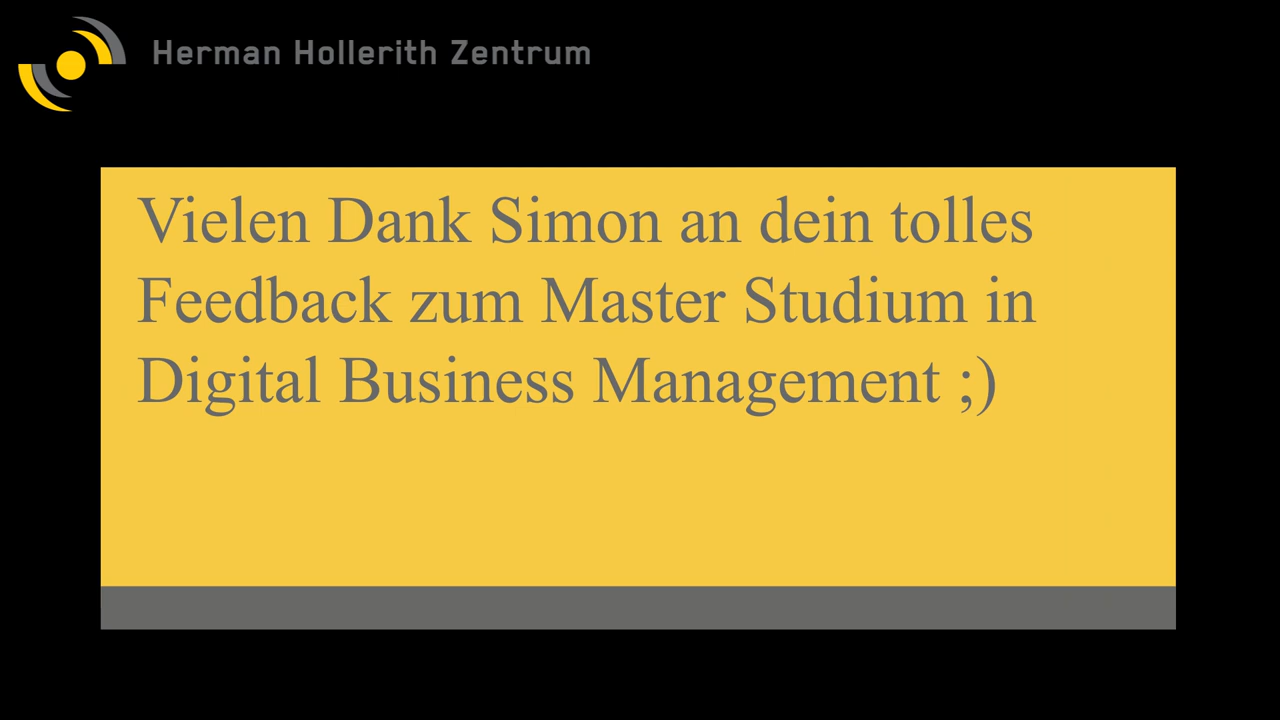 Herman Hollerith Zentrum
Vielen Dank Simon an dein tolles
Feedback zum Master Studium in
Digital Business Management ;)